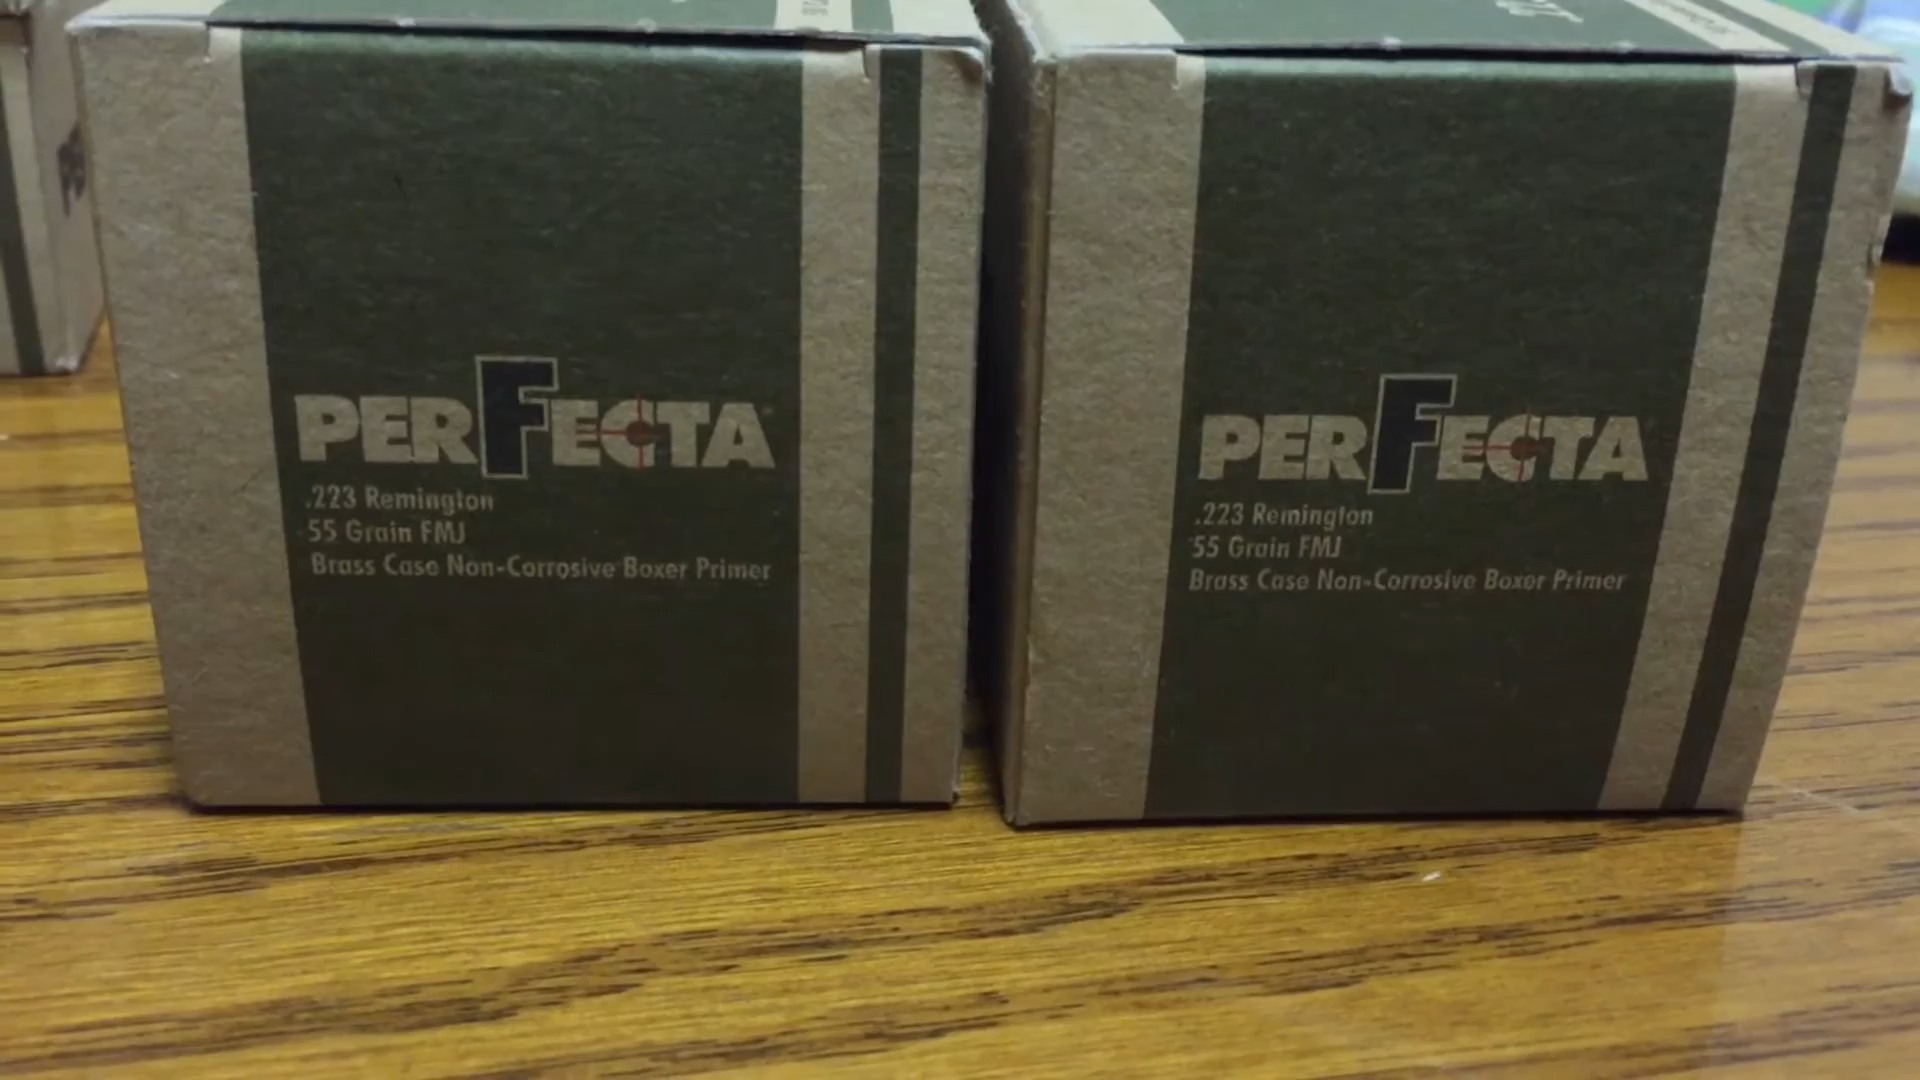 PERFECTA
.223 Remington
55 Grain FMJ
Brass Case Non-Corrosive Boxer Primer
PERFECTA
.223 Remington
55 Grain FMJ
Brass Case Non-Corrosive Boxer Primer